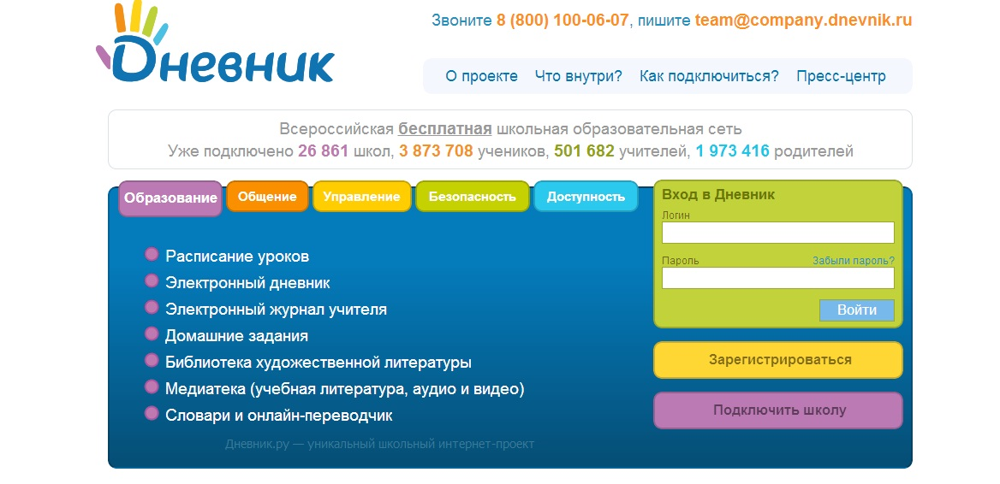 Дневник
Звоните 8 (800) 100-06-07, пишите team@company.dnevnik.ru
О проекте Что внутри? Как подключиться? Пресс-центр
Всероссийская бесплатная школьная образовательная сеть
Уже подключено 26 861 школ, 3 873 708 учеников, 501 682 учителей, 1 973 416 родителей
Образование Общение Управление Безопасность Доступность
Расписание уроков
Электронный дневник
Электронный журнал учителя
Домашние задания
Библиотека художественной литературы
Медиатека (учебная литература, аудио и видео)
Словари и онлайн-переводчик
Дневник.ру — уникальный школьный интернет-проект
Вход в Дневник
Логин
Пароль Забыли пароль?
Войти
Зарегистрироваться
Подключить школу